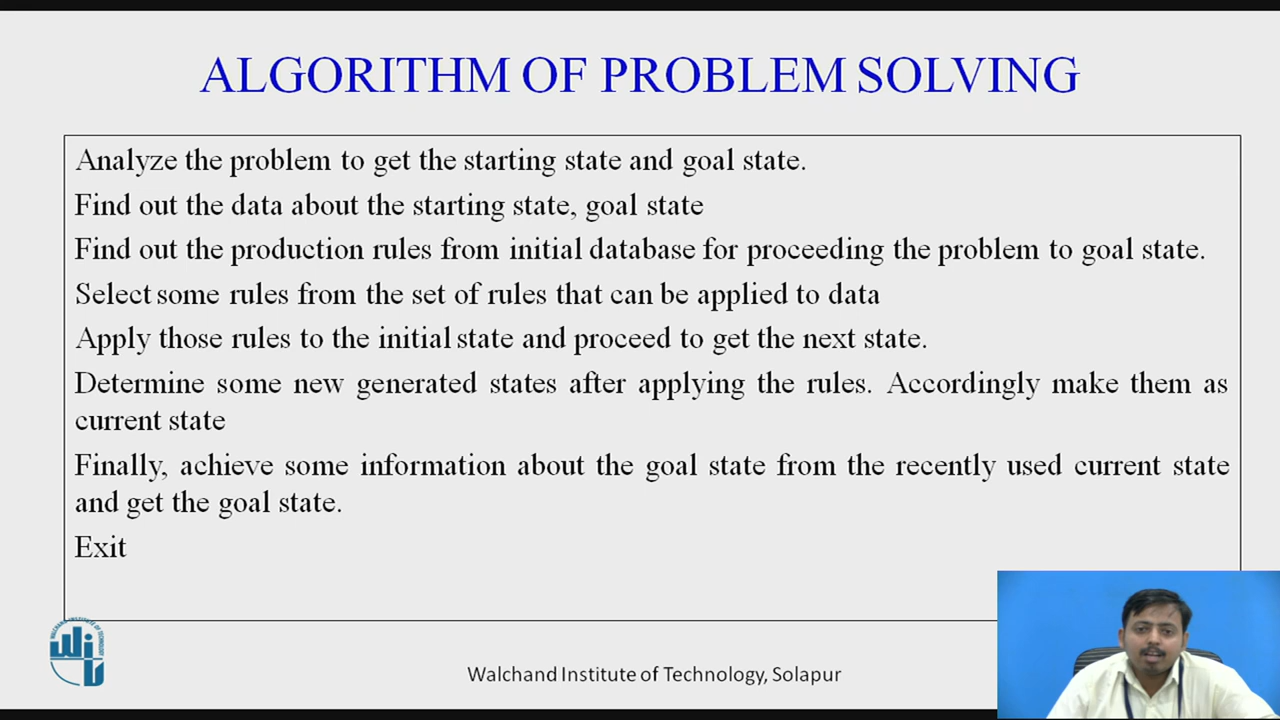 ALGORITHM OF PROBLEM SOLVING
Analyze the problem to get the starting state and goal state.
Find out the data about the starting state, goal state
Find out the production rules from initial database for proceeding the problem to goal state.
Select some rules from the set of rules that can be applied to data
Apply those rules to the initial state and proceed to get the next state.
Determine some new generated states after applying the rules. Accordingly make them as
current state
Finally, achieve some information about the goal state from the recently used current state
and get the goal state.
Exit
WALCHAND INSTITUTE OF TECHNOLOGY
WIT
Walchand Institute of Technology, Solapur